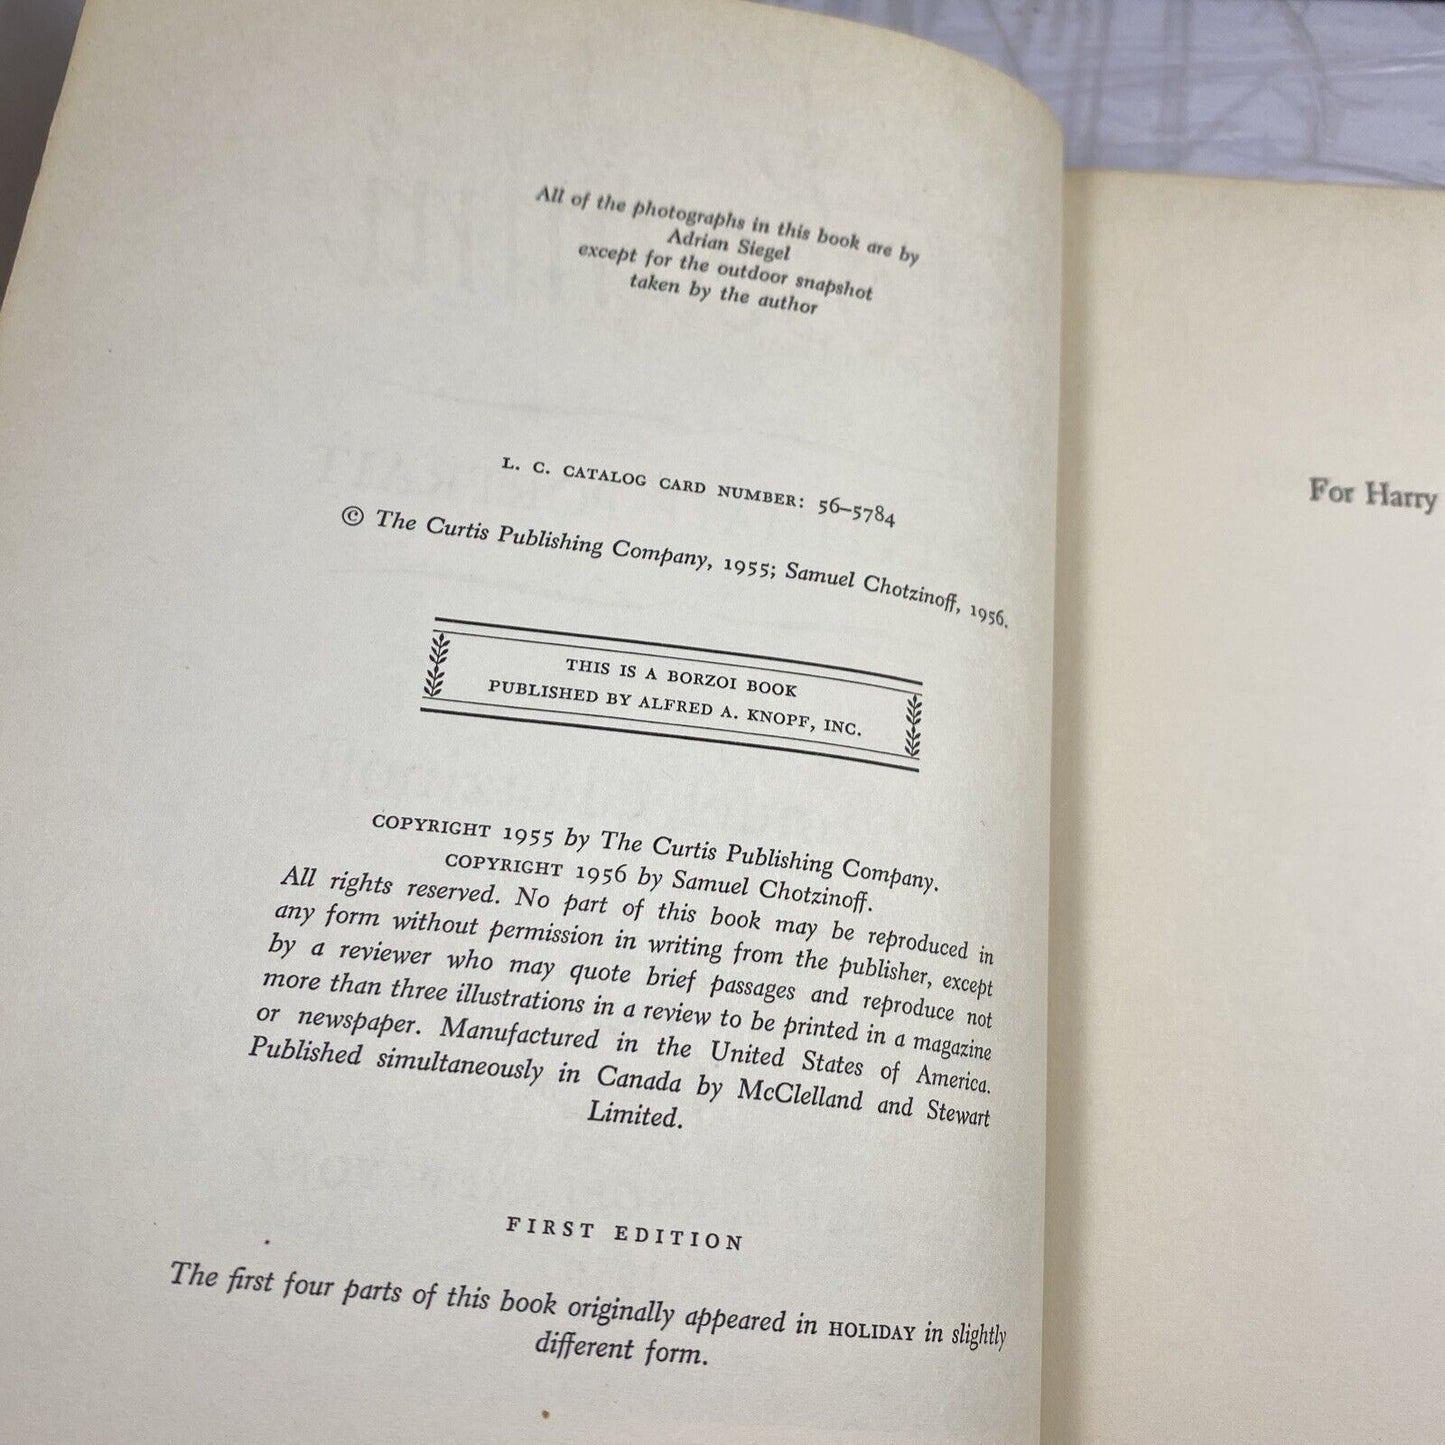 All of the photographs in this book are by
Adrian Siegel
except for the outdoor snapshot
taken by the author
L. C. CATALOG CARD NUMBER: 56–5784
© The Curtis Publishing Company, 1955; Samuel Chotzinoff, 1956.
THIS IS A BORZOI BOOK
PUBLISHED BY ALFRED A. KNOPF, INC.
COPYRIGHT 1955 by The Curtis Publishing Company.
COPYRIGHT 1956 by Samuel Chotzinoff.
All rights reserved. No part of this book may be reproduced in
any form without permission in writing from the publisher, except
by a reviewer who may quote brief passages and reproduce not
more than three illustrations in a review to be printed in a magazine
or newspaper. Manufactured in the United States of America.
Published simultaneously in Canada by McClelland and Stewart
Limited.
FIRST EDITION
The first four parts of this book originally appeared in HOLIDAY in slightly
different form.
For Harry